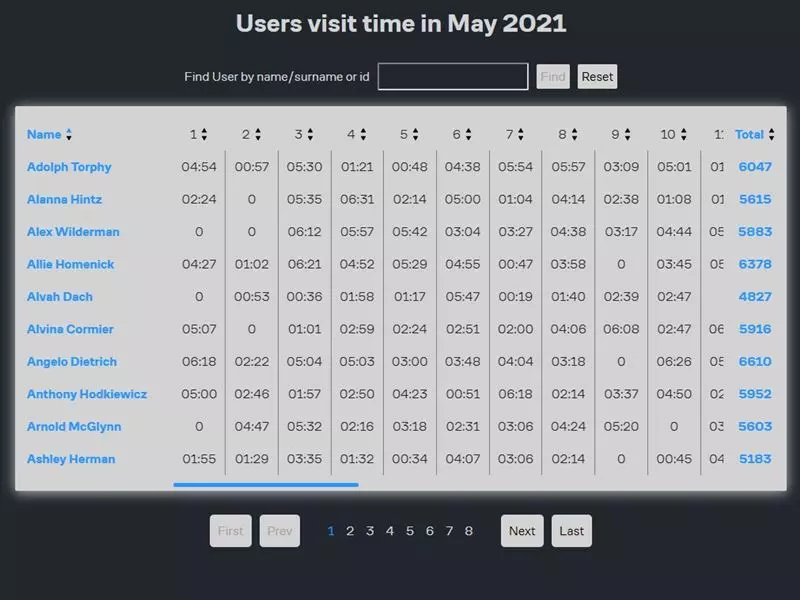 Users visit time in May 2021
Find User by name/surname or id Find Reset
Name 1 2 3 4 5 6 7 8 9 10 Total
Adolph Torphy 04:54 00:57 05:30 01:21 00:48 04:38 05:54 05:57 03:09 05:01 01 6047
Alanna Hintz 02:24 0 05:35 06:31 02:14 05:00 01:04 04:14 02:38 01:08 01 5615
Alex Wilderman 0 0 06:12 05:57 05:42 03:04 03:27 04:38 03:17 04:44 05 5883
Allie Homenick 04:27 01:02 06:21 04:52 05:29 04:55 00:47 03:58 0 03:45 05 6378
Alvah Dach 0 00:53 00:36 01:58 01:17 05:47 00:19 01:40 02:39 02:47 4827
Alvina Cormier 05:07 0 01:01 02:59 02:24 02:51 02:00 04:06 06:08 02:47 06 5916
Angelo Dietrich 06:18 02:22 05:04 05:03 03:00 03:48 04:04 03:18 0 06:26 05 6610
Anthony Hodkiewicz 05:00 02:46 01:57 02:50 04:23 00:51 06:18 02:14 03:37 04:50 02 5952
Arnold McGlynn 0 04:47 05:32 02:16 03:18 02:31 03:06 04:24 05:20 0 03 5603
Ashley Herman 01:55 01:29 03:35 01:32 00:34 04:07 03:06 02:14 0 00:45 04 5183
First Prev 1 2 3 4 5 6 7 8 Next Last